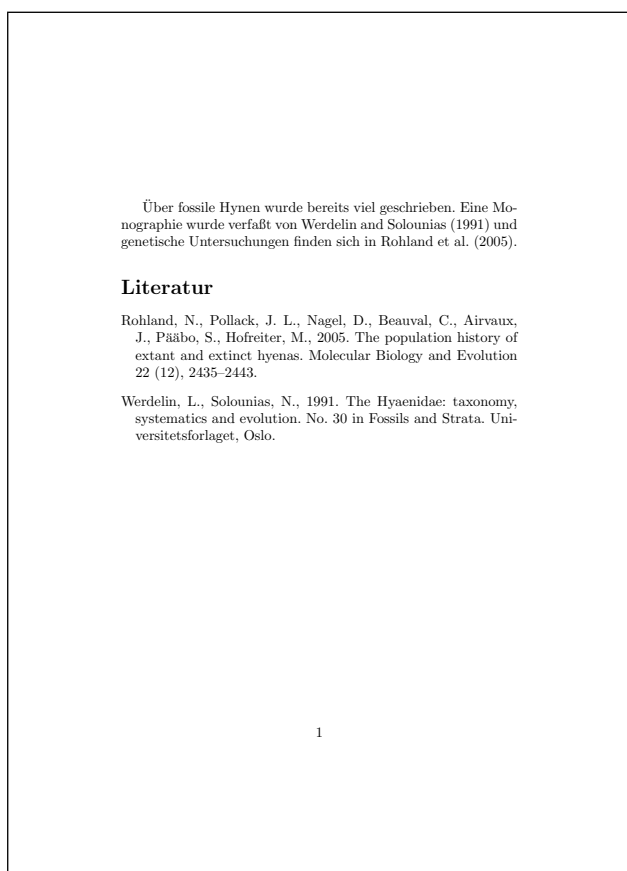 Über fossile Hynen wurde bereits viel geschrieben. Eine Mo-
nographie wurde verfaßt von Werdelin and Solounias (1991) und
genetische Untersuchungen finden sich in Rohland et al. (2005).
Literatur
Rohland, N., Pollack, J. L., Nagel, D., Beauval, C., Airvaux,
J., Pääbo, S., Hofreiter, M., 2005. The population history of
extant and extinct hyenas. Molecular Biology and Evolution
22 (12), 2435–2443.
Werdelin, L., Solounias, N., 1991. The Hyaenidae: taxonomy,
systematics and evolution. No. 30 in Fossils and Strata. Uni-
versitetsforlaget, Oslo.
1